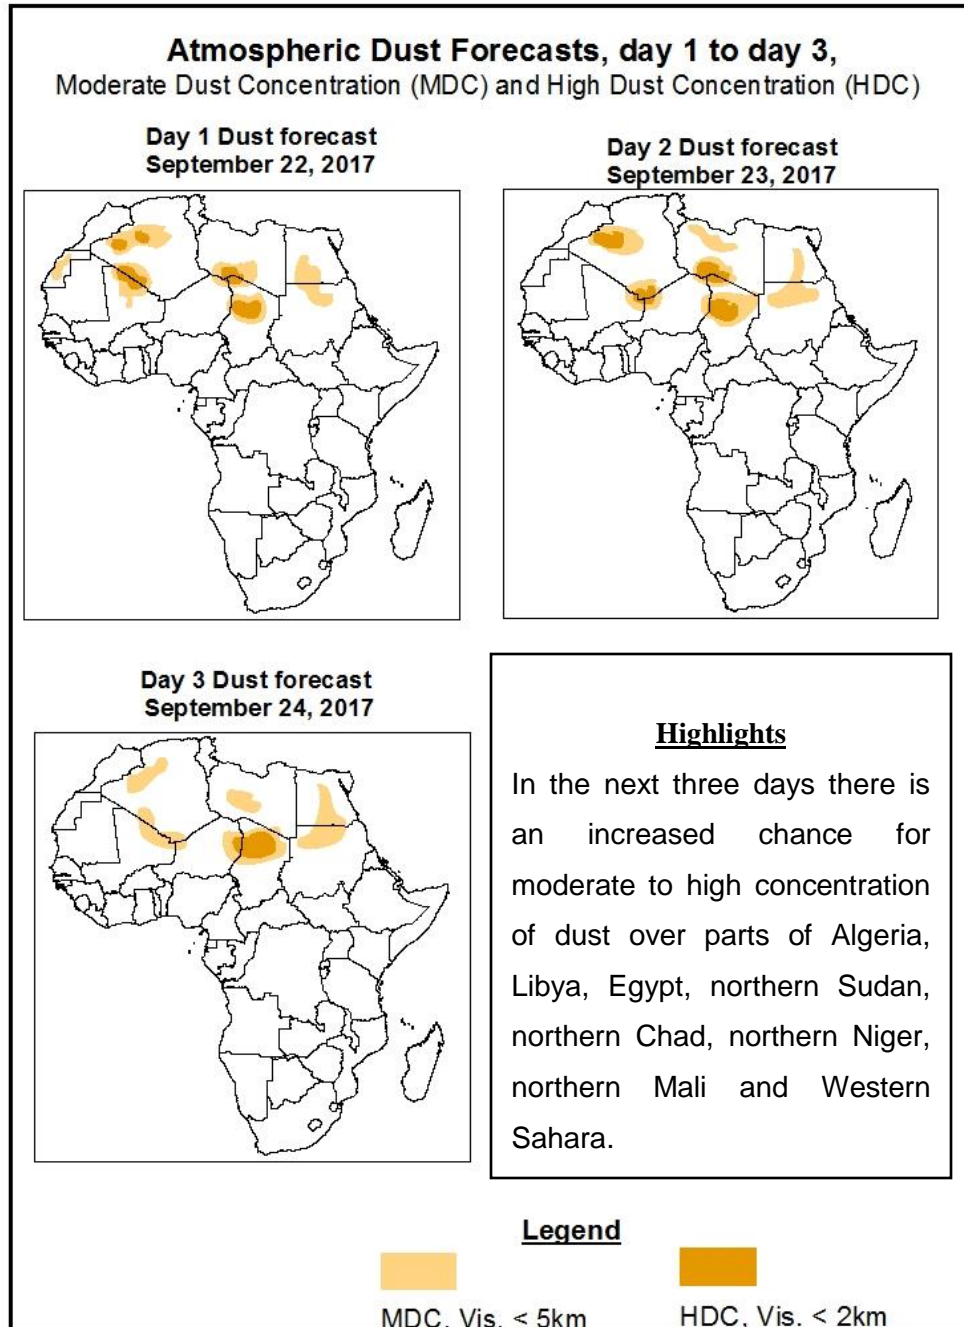 Atmospheric Dust Forecasts, day 1 to day 3,
Moderate Dust Concentration (MDC) and High Dust Concentration (HDC)
Day 1 Dust forecast
September 22, 2017
Day 2 Dust forecast
September 23, 2017
Day 3 Dust forecast
September 24, 2017
Highlights
In the next three days there is
an increased chance for
moderate to high concentration
of dust over parts of Algeria,
Libya, Egypt, northern Sudan,
northern Chad, northern Niger,
northern Mali and Western
Sahara.
Legend
MDC, Vis. < 5km
HDC, Vis. < 2km